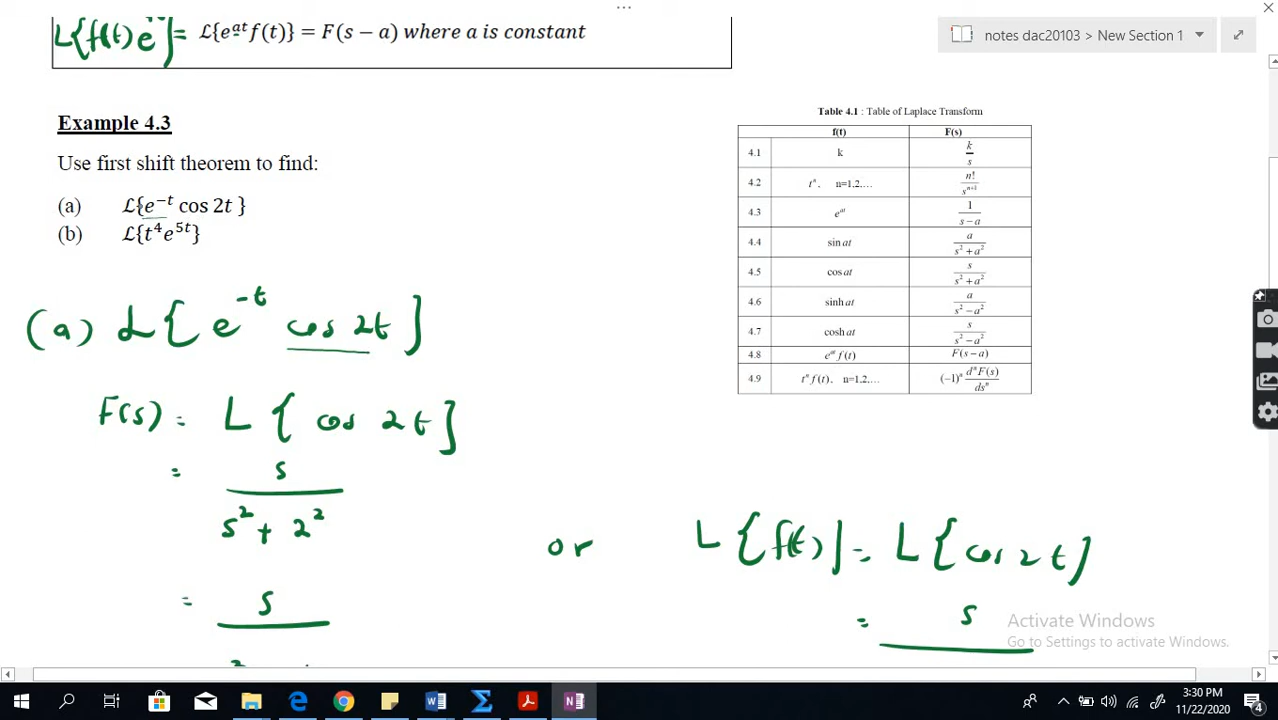 L{f(t)e}= ℒ{e^{at} f(t)} = F(s − a) where a is constant
notes dac20103 > New Section 1
Example 4.3
Use first shift theorem to find:
(a) ℒ{e^{−t} cos 2t }
(b) ℒ{t^4 e^{5t}}
Table 4.1 : Table of Laplace Transform
f(t) F(s)
4.1 k k/s
4.2 t^n, n=1,2,… n!/s^{n+1}
4.3 e^{at} 1/(s−a)
4.4 sin at a/(s^2+a^2)
4.5 cos at s/(s^2+a^2)
4.6 sinh at a/(s^2−a^2)
4.7 cosh at s/(s^2−a^2)
4.8 e^{at} f(t) F(s−a)
4.9 t^n f(t), n=1,2,… (−1)^n d^n F(s)/ds^n
(a) L{ e^{-t} cos 2t }
F(s) = L { cos 2t }
= s/(s^2 + 2^2)
or L{f(t)} = L{cos 2t}
= s
= s
Activate Windows
Go to Settings to activate Windows.
3:30 PM
11/22/2020
4